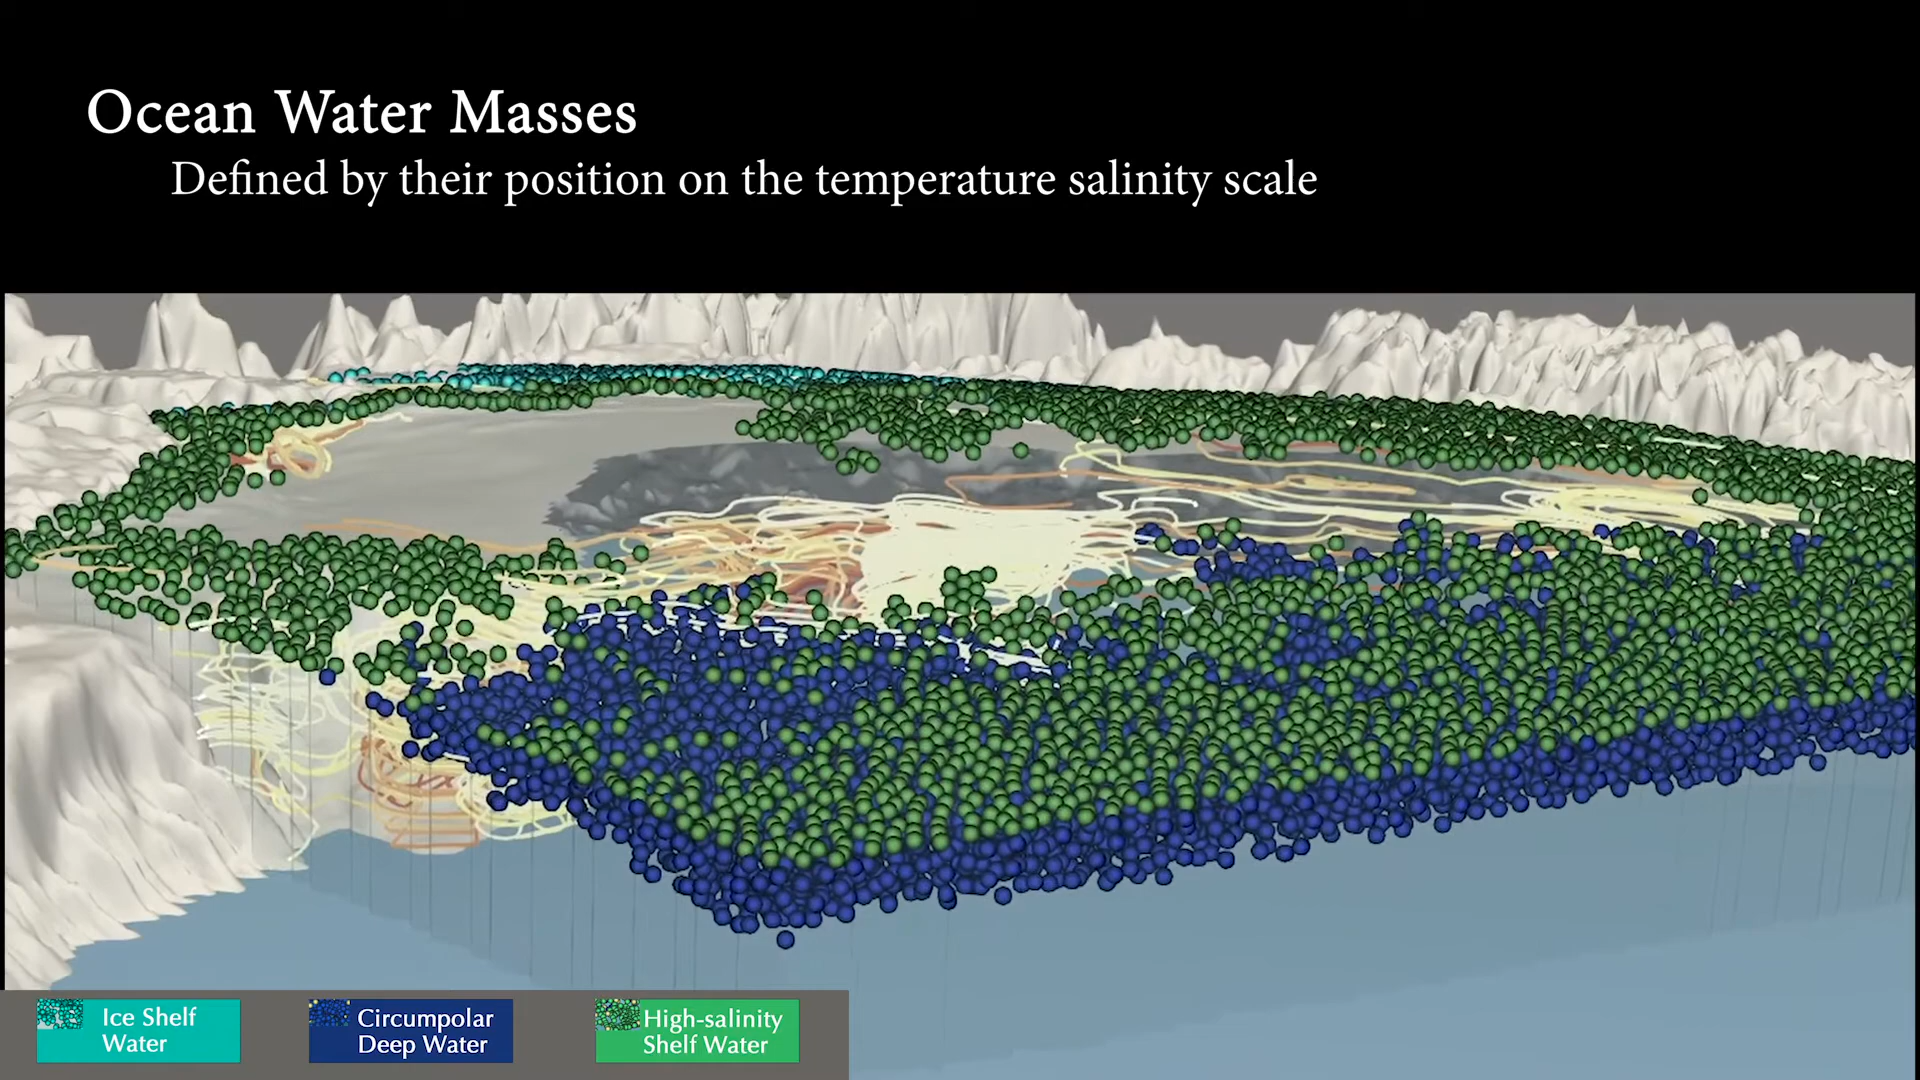 Ocean Water Masses
Defined by their position on the temperature salinity scale
Ice Shelf
Water
Circumpolar
Deep Water
High-salinity
Shelf Water